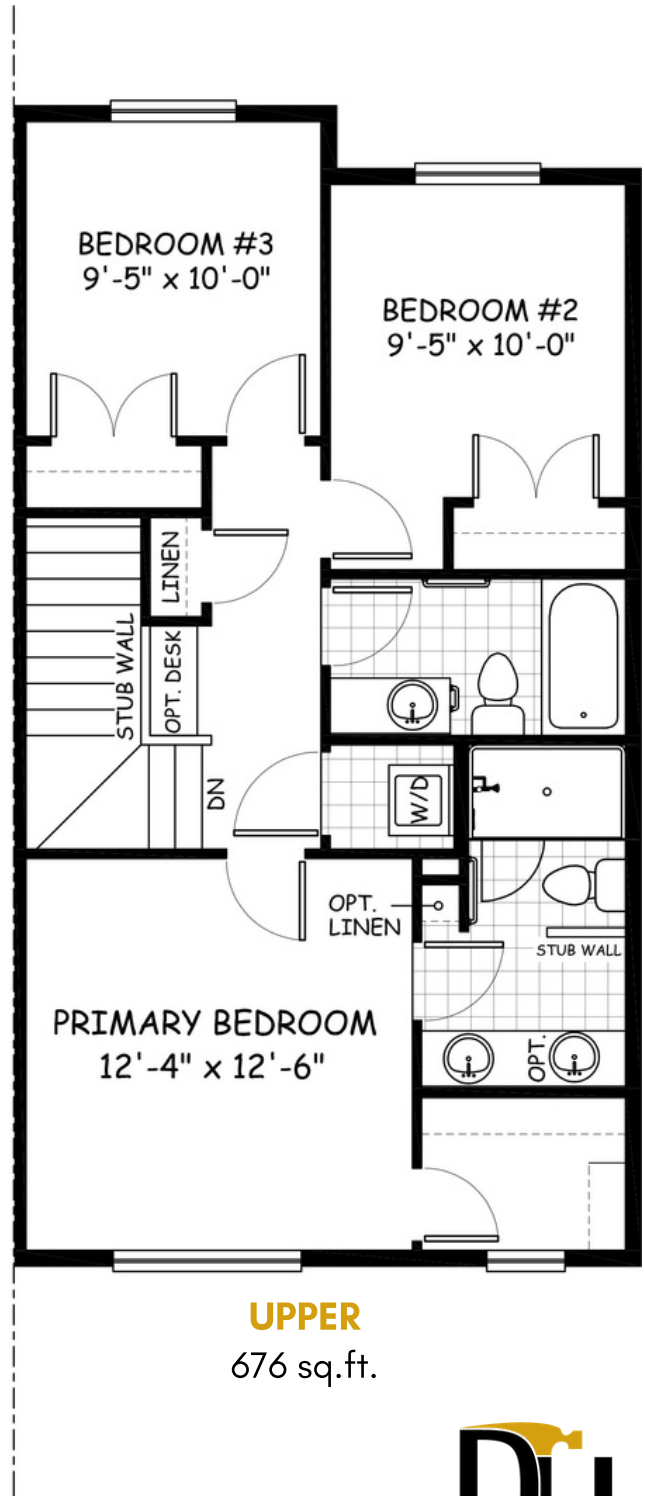 BEDROOM #3
9'-5" x 10'-0"
BEDROOM #2
9'-5" x 10'-0"
LINEN
STUB WALL
OPT. DESK
DN
W/D
OPT.
LINEN
STUB WALL
PRIMARY BEDROOM
12'-4" x 12'-6"
OPT.
UPPER
676 sq.ft.